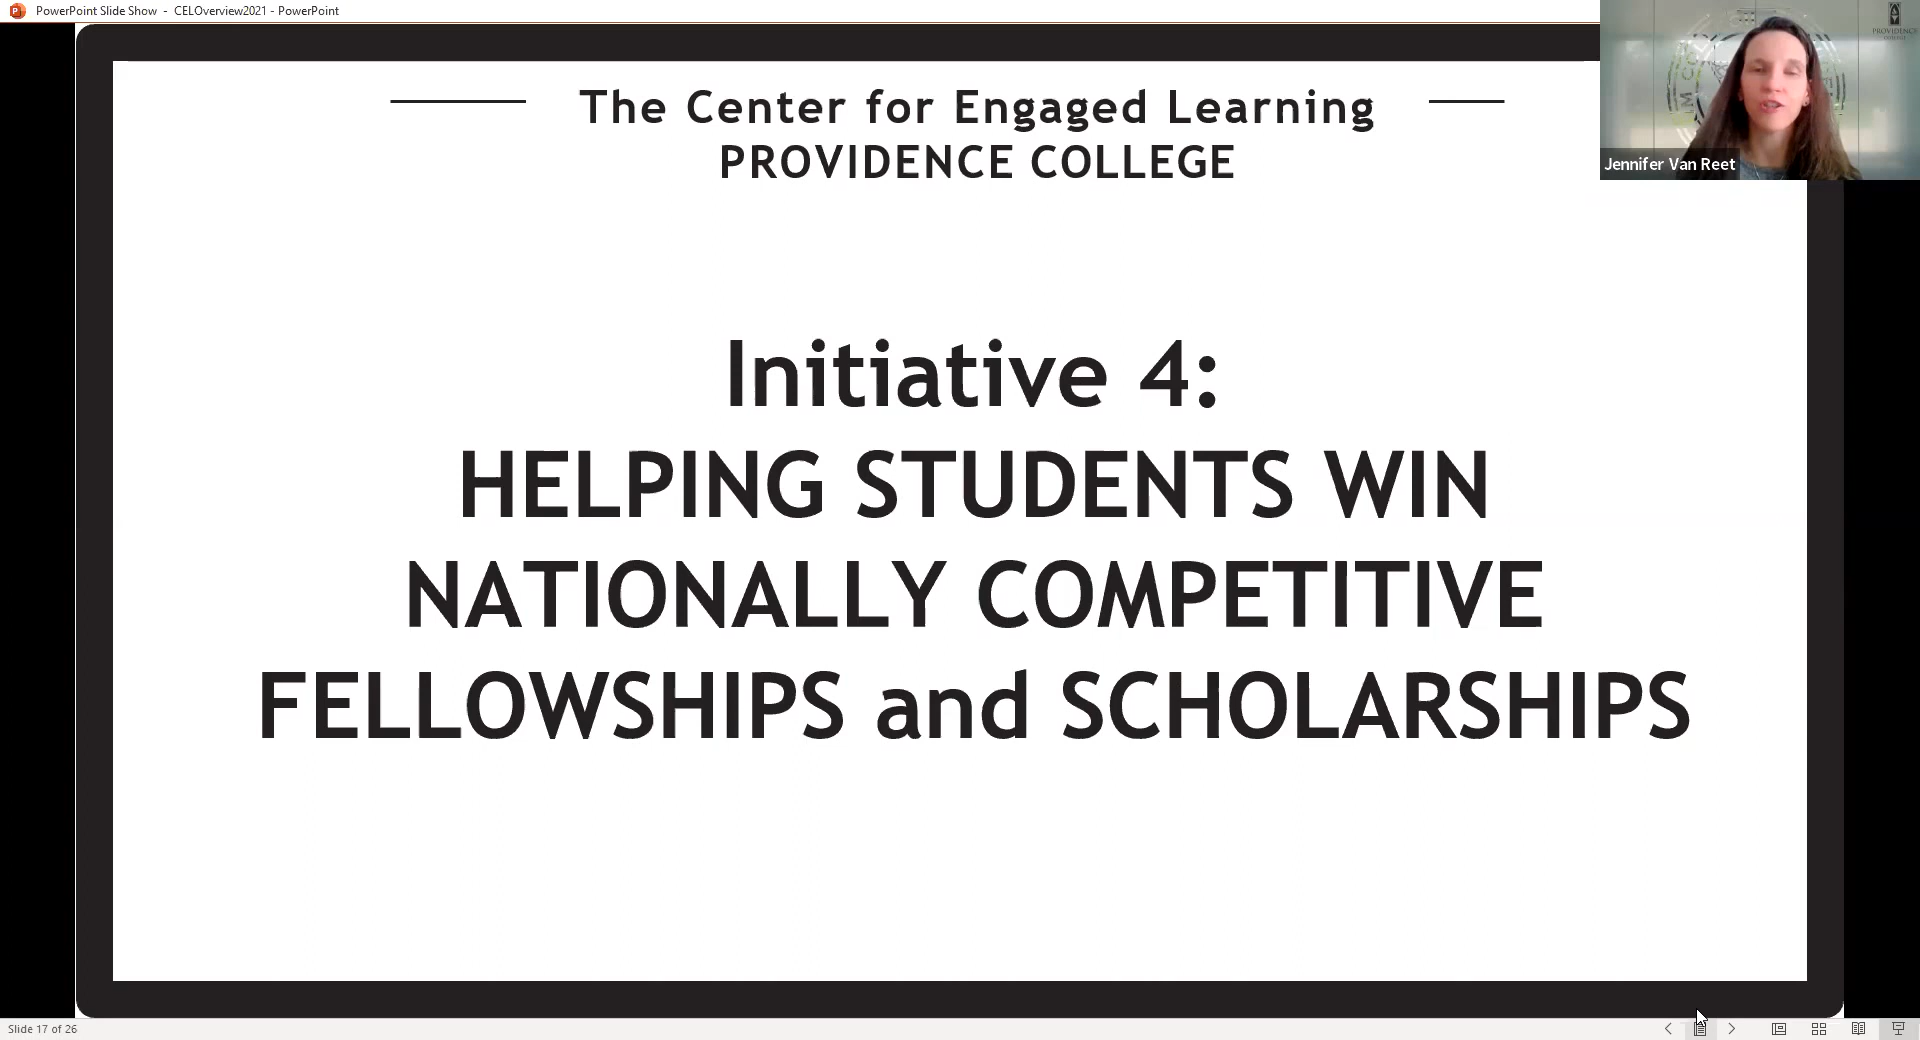 PowerPoint Slide Show - CELOverview2021 - PowerPoint
PROVIDENCE
Jennifer Van Reet
The Center for Engaged Learning
PROVIDENCE COLLEGE
Initiative 4:
HELPING STUDENTS WIN
NATIONALLY COMPETITIVE
FELLOWSHIPS and SCHOLARSHIPS
Slide 17 of 26